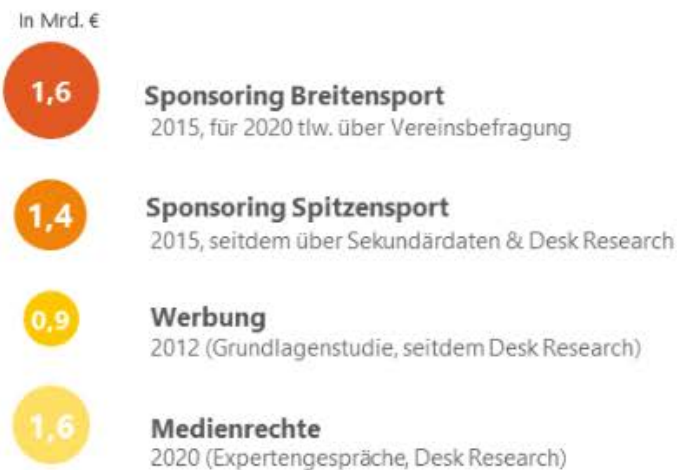 In Mrd. €
1,6
Sponsoring Breitensport
2015, für 2020 tlw. über Vereinsbefragung
1,4
Sponsoring Spitzensport
2015, seitdem über Sekundärdaten & Desk Research
0,9
Werbung
2012 (Grundlagenstudie, seitdem Desk Research)
1,6
Medienrechte
2020 (Expertengespräche, Desk Research)